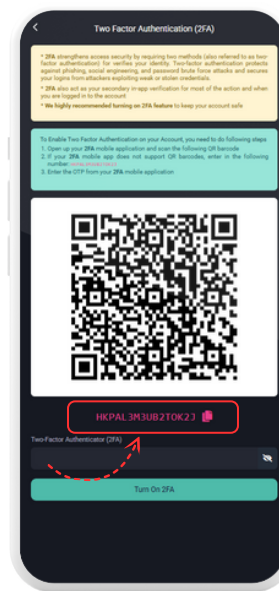 Two Factor Authentication (2FA)
* 2FA strengthens access security by requiring two methods (also referred to as two-
factor authentication) for verifies your identity. Two-factor authentication protects
against phishing, social engineering, and password brute force attacks and secures
your logins from attackers exploiting weak or stolen credentials.
* 2FA also act as your secondary in-app verification for most of the action and when
you are logged in to the account
* We highly recommended turning on 2FA feature to keep your account safe
To Enable Two Factor Authentication on your Account, you need to do following steps
1. Open up your 2FA mobile application and scan the following QR barcode
2. If your 2FA mobile app does not support QR barcodes, enter in the following
number
3. Enter the OTP from your 2FA mobile application
HKPAL3M3UB2TOK2J
Two-Factor Authenticator (2FA)
Turn On 2FA